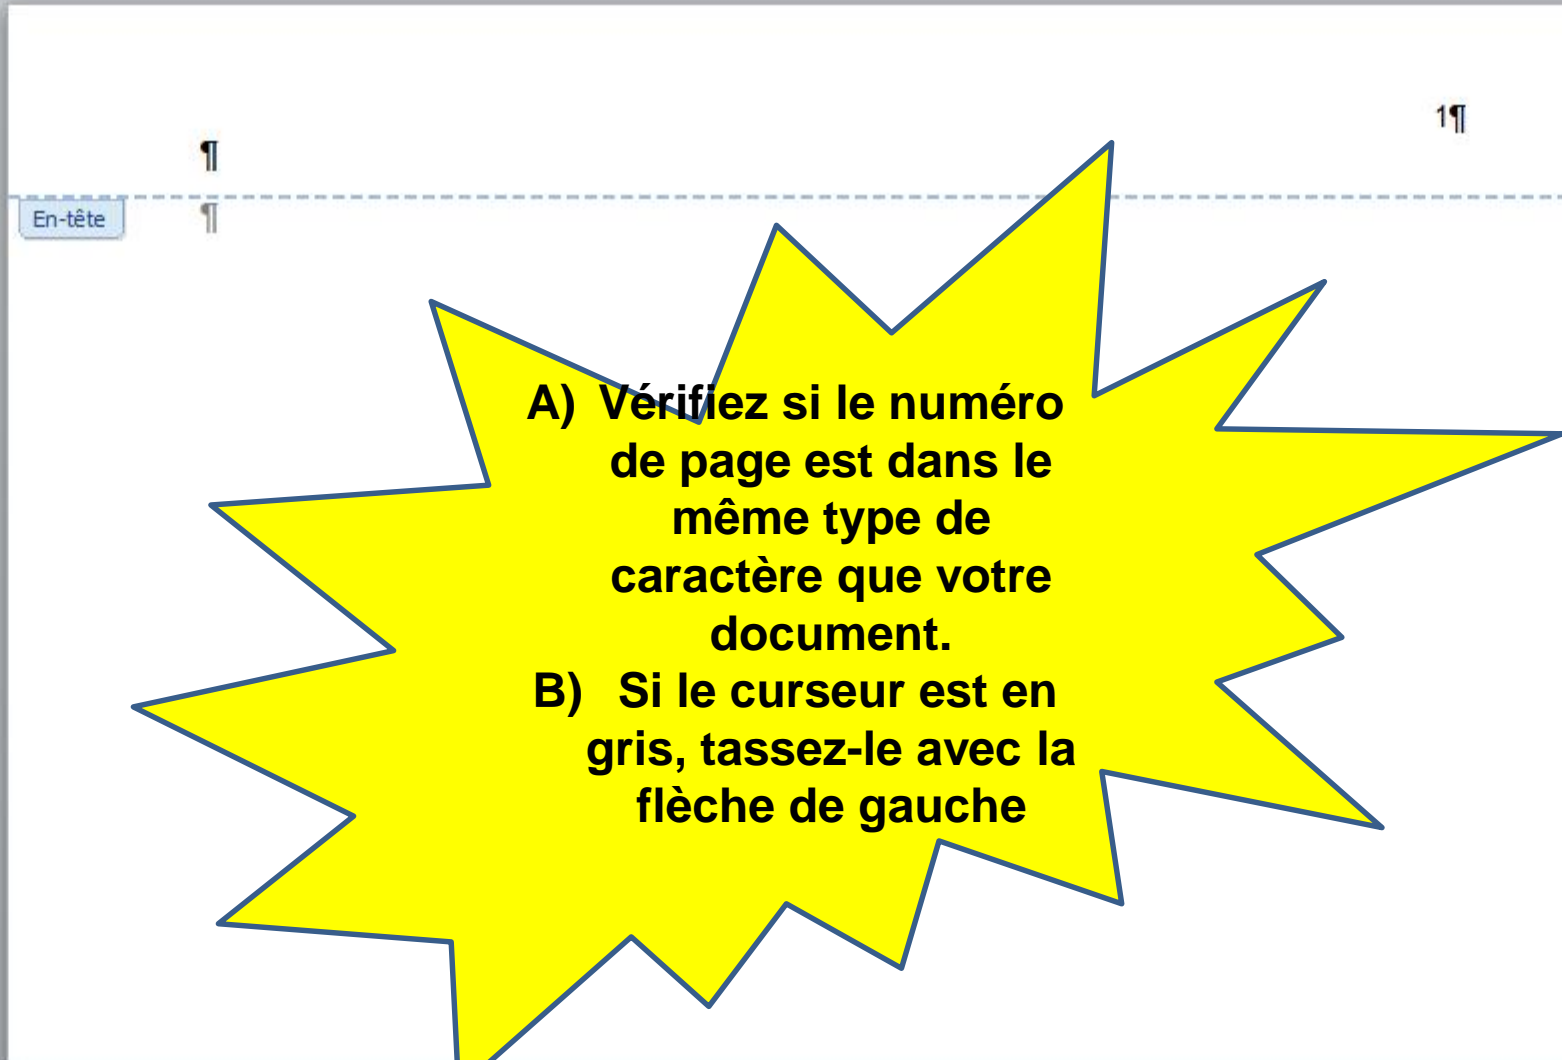 1¶
¶
En-tête ¶
A) Vérifiez si le numéro
de page est dans le
même type de
caractère que votre
document.
B) Si le curseur est en
gris, tassez-le avec la
flèche de gauche